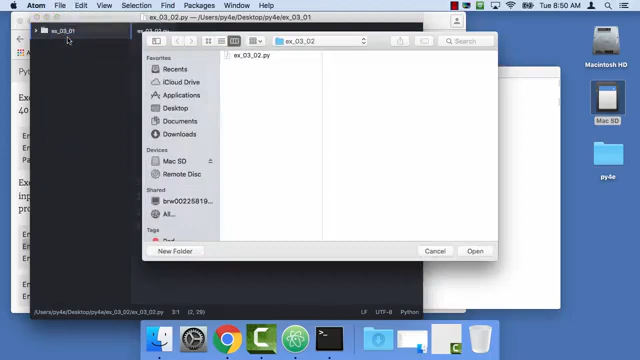 Atom File Edit View Selection Find Packages Window Help Tue 8:50 AM
ex_03_02.py — /Users/py4e/Desktop/py4e/ex_03_01
ex_03_01
ex_03_02
Search
Favorites
Recents
iCloud Drive
Applications
Desktop
Documents
Downloads
Devices
Mac SD
Remote Disc
Shared
brw00225819...
All...
Tags
ex_03_02.py
New Folder
Cancel
Open
/Users/py4e/Desktop/py4e/ex_03_02/ex_03_02.py 3:1 (2, 29)
LF UTF-8 Python
Macintosh HD
Mac SD
py4e